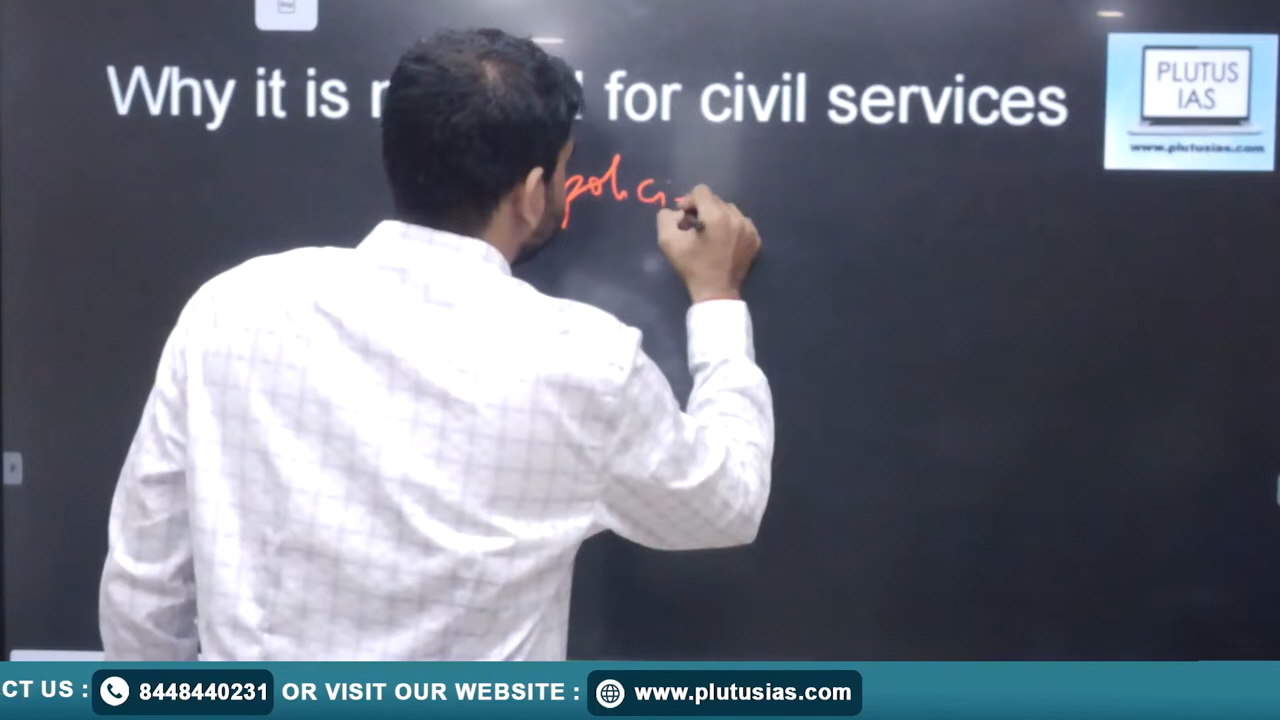 Why it is for civil services
PLUTUS
IAS
www.plutusias.com
polici
CT US : 8448440231 OR VISIT OUR WEBSITE : www.plutusias.com